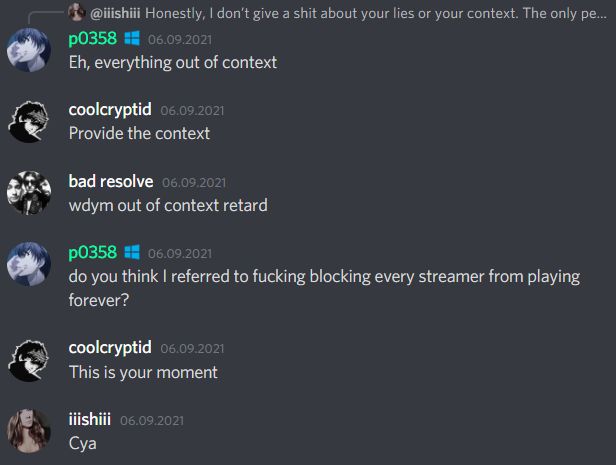 @iiishiii Honestly, I don't give a shit about your lies or your context. The only pe...
p0358 06.09.2021
Eh, everything out of context
coolcryptid 06.09.2021
Provide the context
bad resolve 06.09.2021
wdym out of context retard
p0358 06.09.2021
do you think I referred to fucking blocking every streamer from playing
forever?
coolcryptid 06.09.2021
This is your moment
iiishiii 06.09.2021
Cya